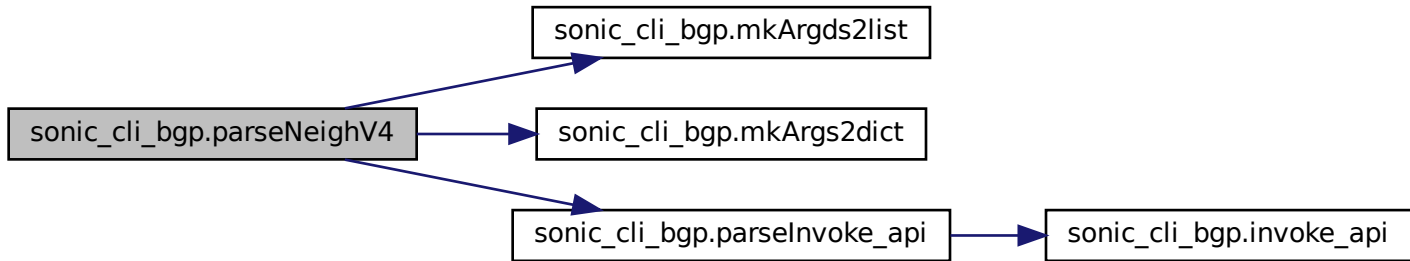 sonic_cli_bgp.mkArgds2list
sonic_cli_bgp.parseNeighV4
sonic_cli_bgp.mkArgs2dict
sonic_cli_bgp.parseInvoke_api
sonic_cli_bgp.invoke_api